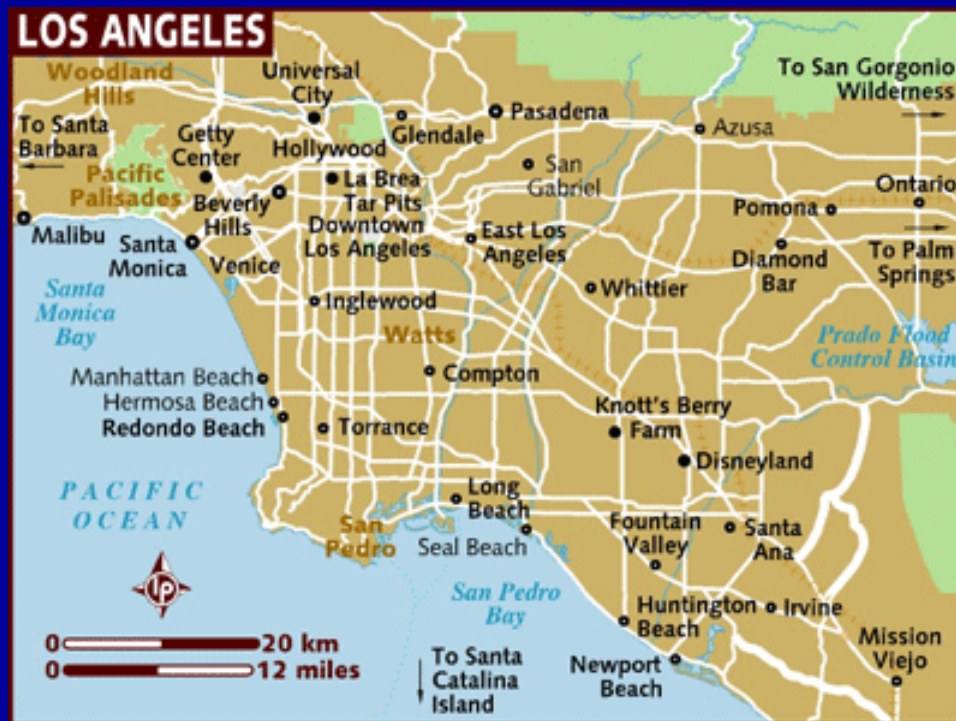 LOS ANGELES
Woodland
Hills
Universal
City
To San Gorgonio
Wilderness
Pasadena
Glendale
Azusa
To Santa
Barbara
Getty
Center
Hollywood
San
Gabriel
Pacific
Palisades
La Brea
Tar Pits
Ontario
Beverly
Hills
Pomona
Malibu
Downtown
Los Angeles
East Los
Angeles
Santa
Monica
Venice
Diamond
Bar
To Palm
Springs
Santa
Monica
Bay
Inglewood
Whittier
Watts
Prado Flood
Control Basin
Manhattan Beach
Compton
Hermosa Beach
Redondo Beach
Torrance
Knott's Berry
Farm
Disneyland
PACIFIC
OCEAN
Long
Beach
San
Pedro
Seal Beach
Fountain
Valley
Santa
Ana
LP
San Pedro
Bay
Huntington
Beach
Irvine
0 20 km
0 12 miles
To Santa
Catalina
Island
Newport
Beach
Mission
Viejo